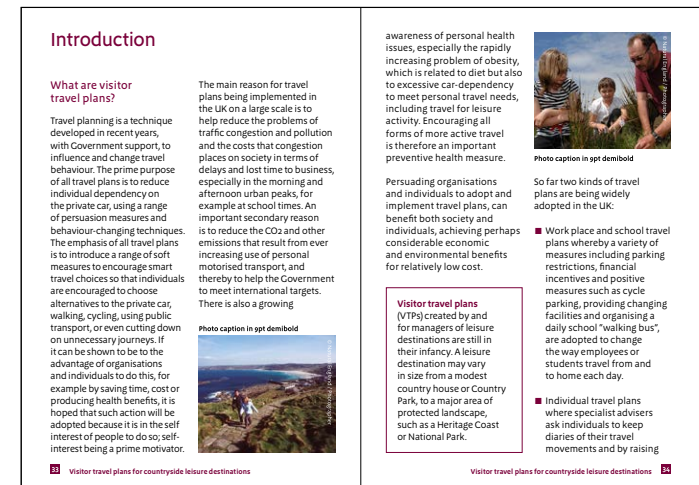 Introduction
What are visitor
travel plans?
Travel planning is a technique
developed in recent years,
with Government support, to
influence and change travel
behaviour. The prime purpose
of all travel plans is to reduce
individual dependency on
the private car, using a range
of persuasion measures and
behaviour-changing techniques.
The emphasis of all travel plans
is to introduce a range of soft
measures to encourage smart
travel choices so that individuals
are encouraged to choose
alternatives to the private car,
walking, cycling, using public
transport, or even cutting down
on unnecessary journeys. If
it can be shown to be to the
advantage of organisations
and individuals to do this, for
example by saving time, cost or
producing health benefits, it is
hoped that such action will be
adopted because it is in the self
interest of people to do so; self-
interest being a prime motivator.
The main reason for travel
plans being implemented in
the UK on a large scale is to
help reduce the problems of
traffic congestion and pollution
and the costs that congestion
places on society in terms of
delays and lost time to business,
especially in the morning and
afternoon urban peaks, for
example at school times. An
important secondary reason
is to reduce the CO2 and other
emissions that result from ever
increasing use of personal
motorised transport, and
thereby to help the Government
to meet international targets.
There is also a growing
Photo caption in 9pt demibold
© Natural England / Photographer
33 Visitor travel plans for countryside leisure destinations
awareness of personal health
issues, especially the rapidly
increasing problem of obesity,
which is related to diet but also
to excessive car-dependency
to meet personal travel needs,
including travel for leisure
activity. Encouraging all
forms of more active travel
is therefore an important
preventive health measure.
Persuading organisations
and individuals to adopt and
implement travel plans, can
benefit both society and
individuals, achieving perhaps
considerable economic
and environmental benefits
for relatively low cost.
Visitor travel plans
(VTPs) created by and
for managers of leisure
destinations are still in
their infancy. A leisure
destination may vary
in size from a modest
country house or Country
Park, to a major area of
protected landscape,
such as a Heritage Coast
or National Park.
© Natural England / Photographer
Photo caption in 9pt demibold
So far two kinds of travel
plans are being widely
adopted in the UK:
■ Work place and school travel
plans whereby a variety of
measures including parking
restrictions, financial
incentives and positive
measures such as cycle
parking, providing changing
facilities and organising a
daily school “walking bus”,
are adopted to change
the way employees or
students travel from and
to home each day.
■ Individual travel plans
where specialist advisers
ask individuals to keep
diaries of their travel
movements and by raising
Visitor travel plans for countryside leisure destinations 34